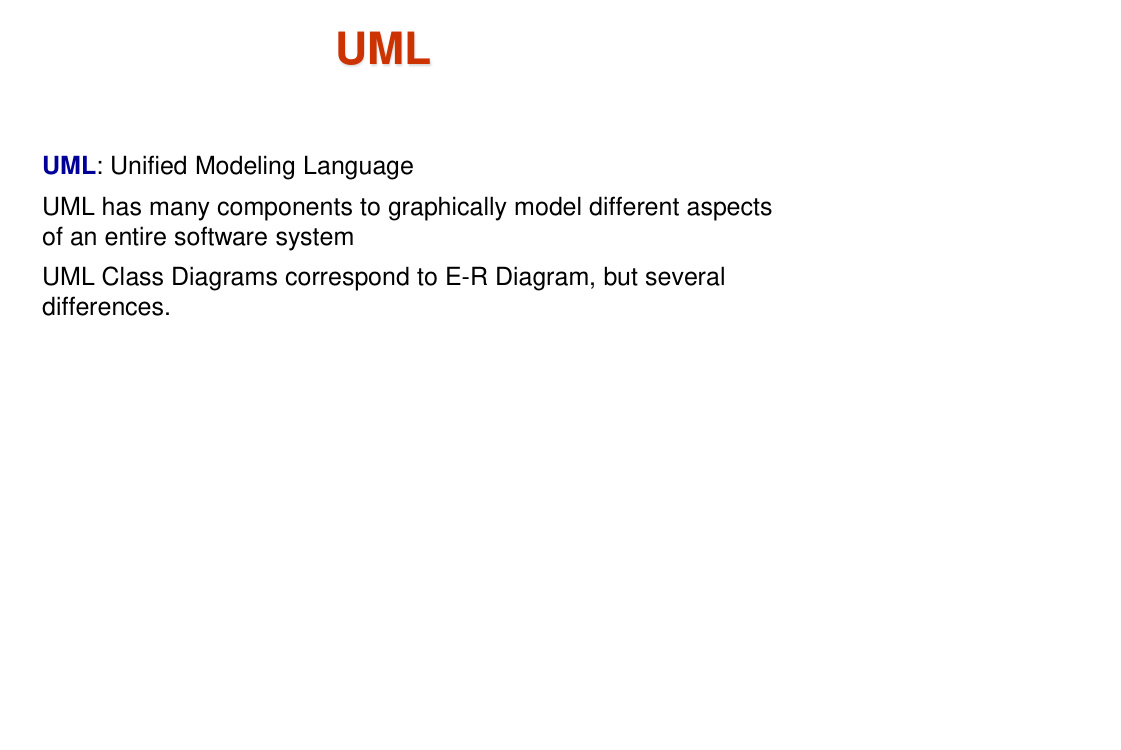 UML
UML: Unified Modeling Language
UML has many components to graphically model different aspects
of an entire software system
UML Class Diagrams correspond to E-R Diagram, but several
differences.